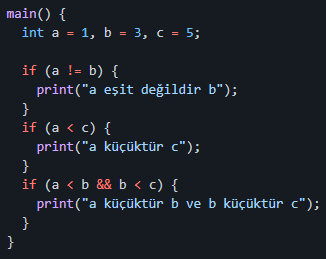 main() {
  int a = 1, b = 3, c = 5;

  if (a != b) {
    print("a eşit değildir b");
  }
  if (a < c) {
    print("a küçüktür c");
  }
  if (a < b && b < c) {
    print("a küçüktür b ve b küçüktür c");
  }
}